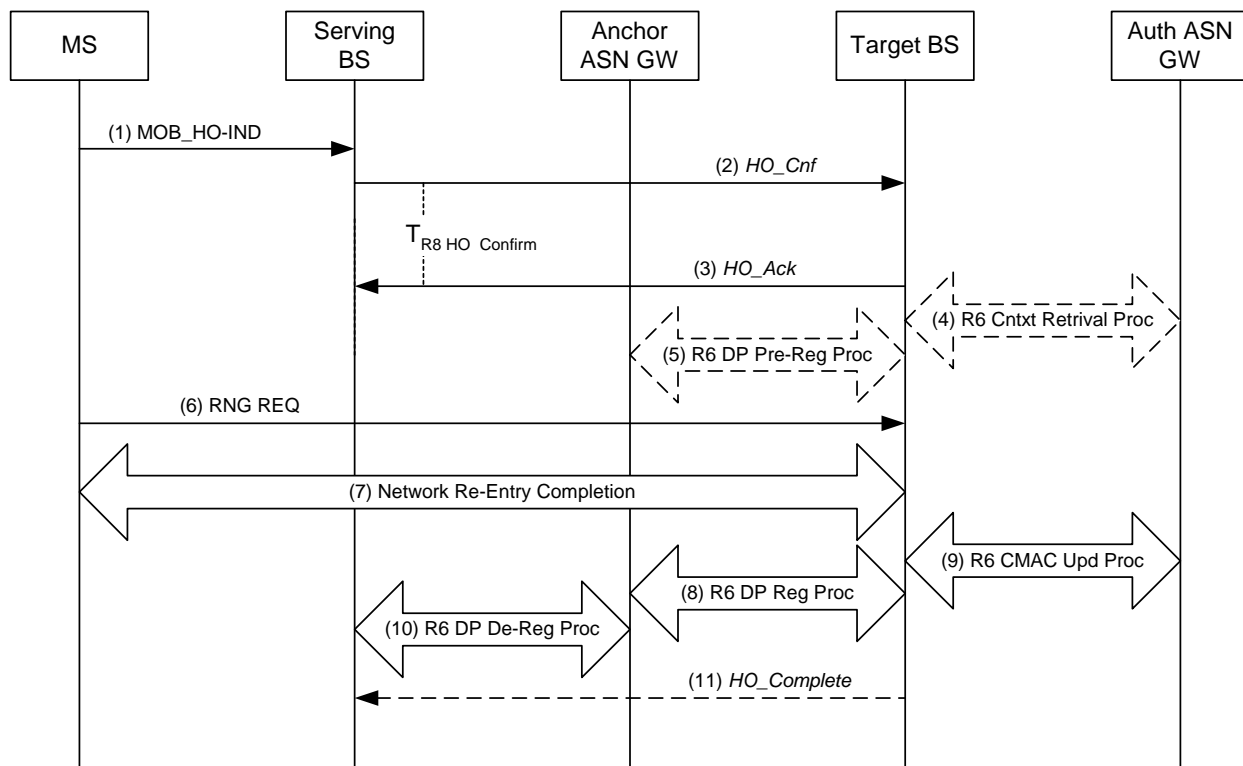 MS
Serving
BS
Anchor
ASN GW
Target BS
Auth ASN
GW
(1) MOB_HO-IND
(2) HO_Cnf
T R8 HO Confirm
(3) HO_Ack
(4) R6 Cntxt Retrival Proc
(5) R6 DP Pre-Reg Proc
(6) RNG REQ
(7) Network Re-Entry Completion
(9) R6 CMAC Upd Proc
(8) R6 DP Reg Proc
(10) R6 DP De-Reg Proc
(11) HO_Complete